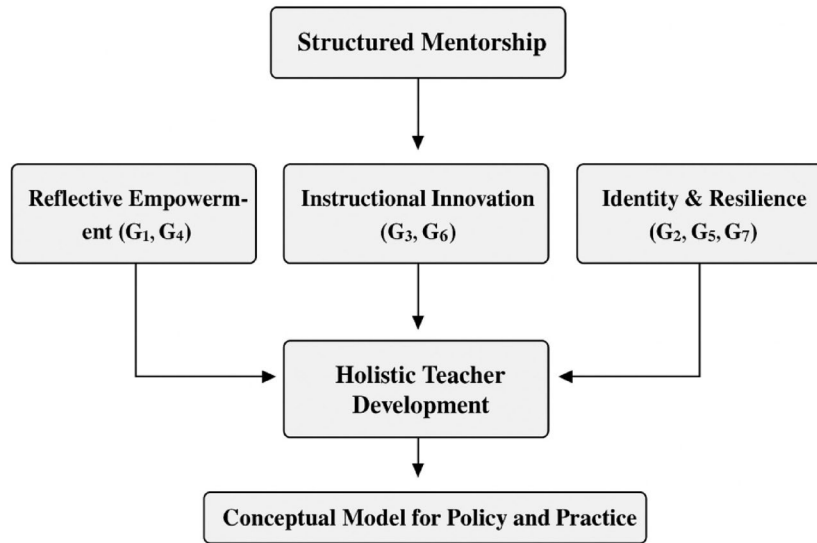 Structured Mentorship
Reflective Empowerm-
ent (G₁, G₄)
Instructional Innovation
(G₃, G₆)
Identity & Resilience
(G₂, G₅, G₇)
Holistic Teacher
Development
Conceptual Model for Policy and Practice